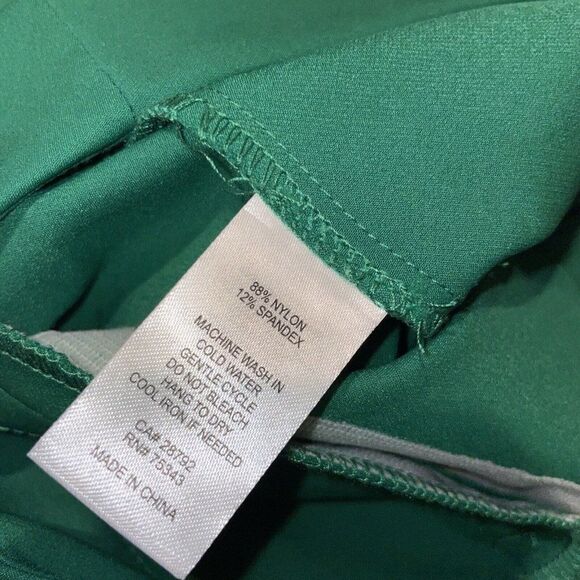 88% NYLON
12% SPANDEX
MACHINE WASH IN
COLD WATER
GENTLE CYCLE
DO NOT BLEACH
HANG TO DRY
COOL IRON IF NEEDED
CA# 28792
RN# 75343
MADE IN CHINA